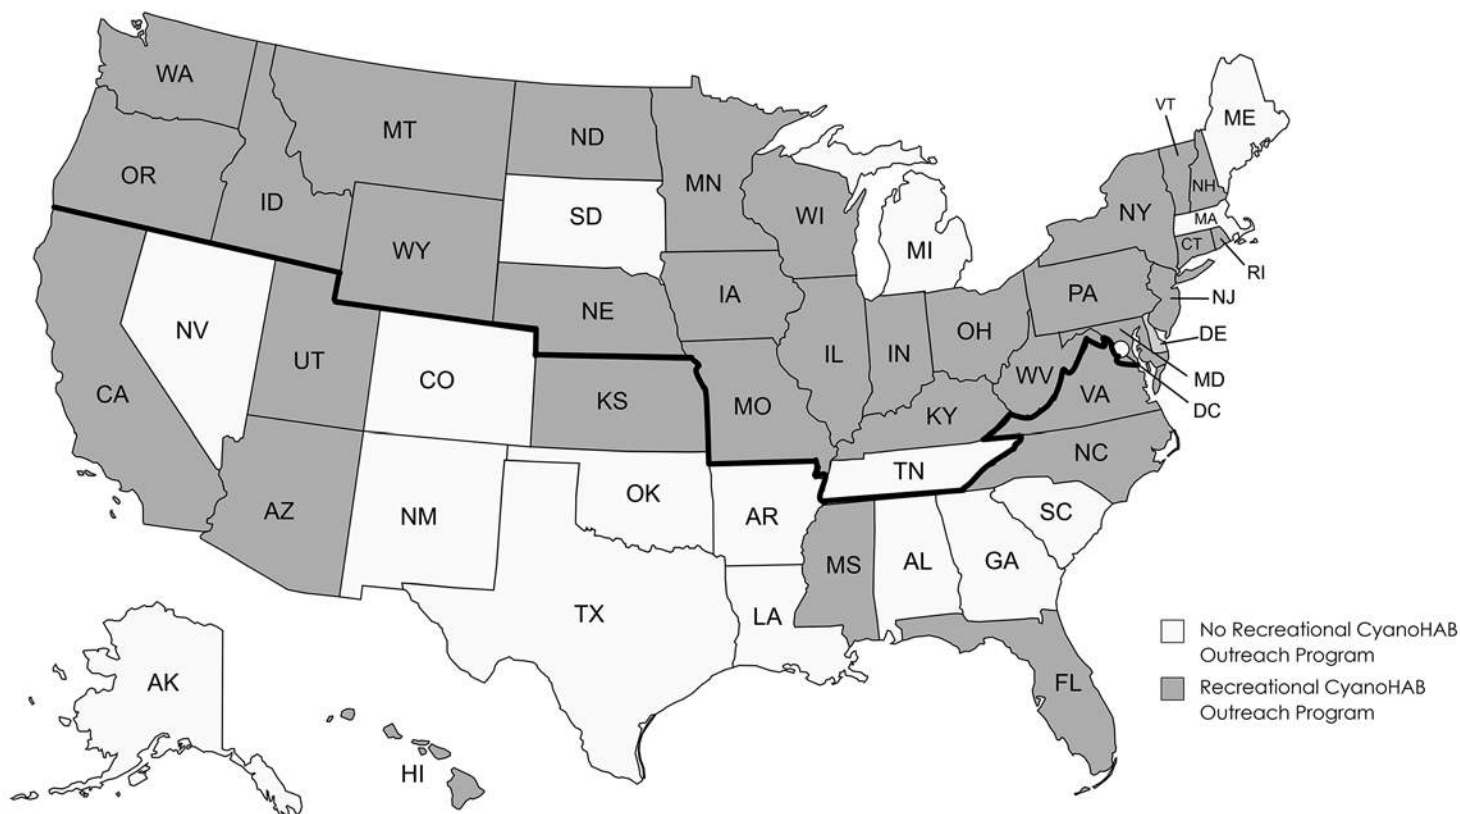 WA
MT
ND
MN
VT
ME
OR
ID
SD
WI
NY
NH
MA
WY
MI
CT
RI
IA
PA
NJ
NE
NV
OH
DE
UT
CO
IL
IN
WV
MD
CA
KS
MO
KY
VA
DC
NC
TN
OK
AZ
NM
AR
SC
MS
AL
GA
TX
LA
No Recreational CyanoHAB
Outreach Program
AK
FL
Recreational CyanoHAB
Outreach Program
HI